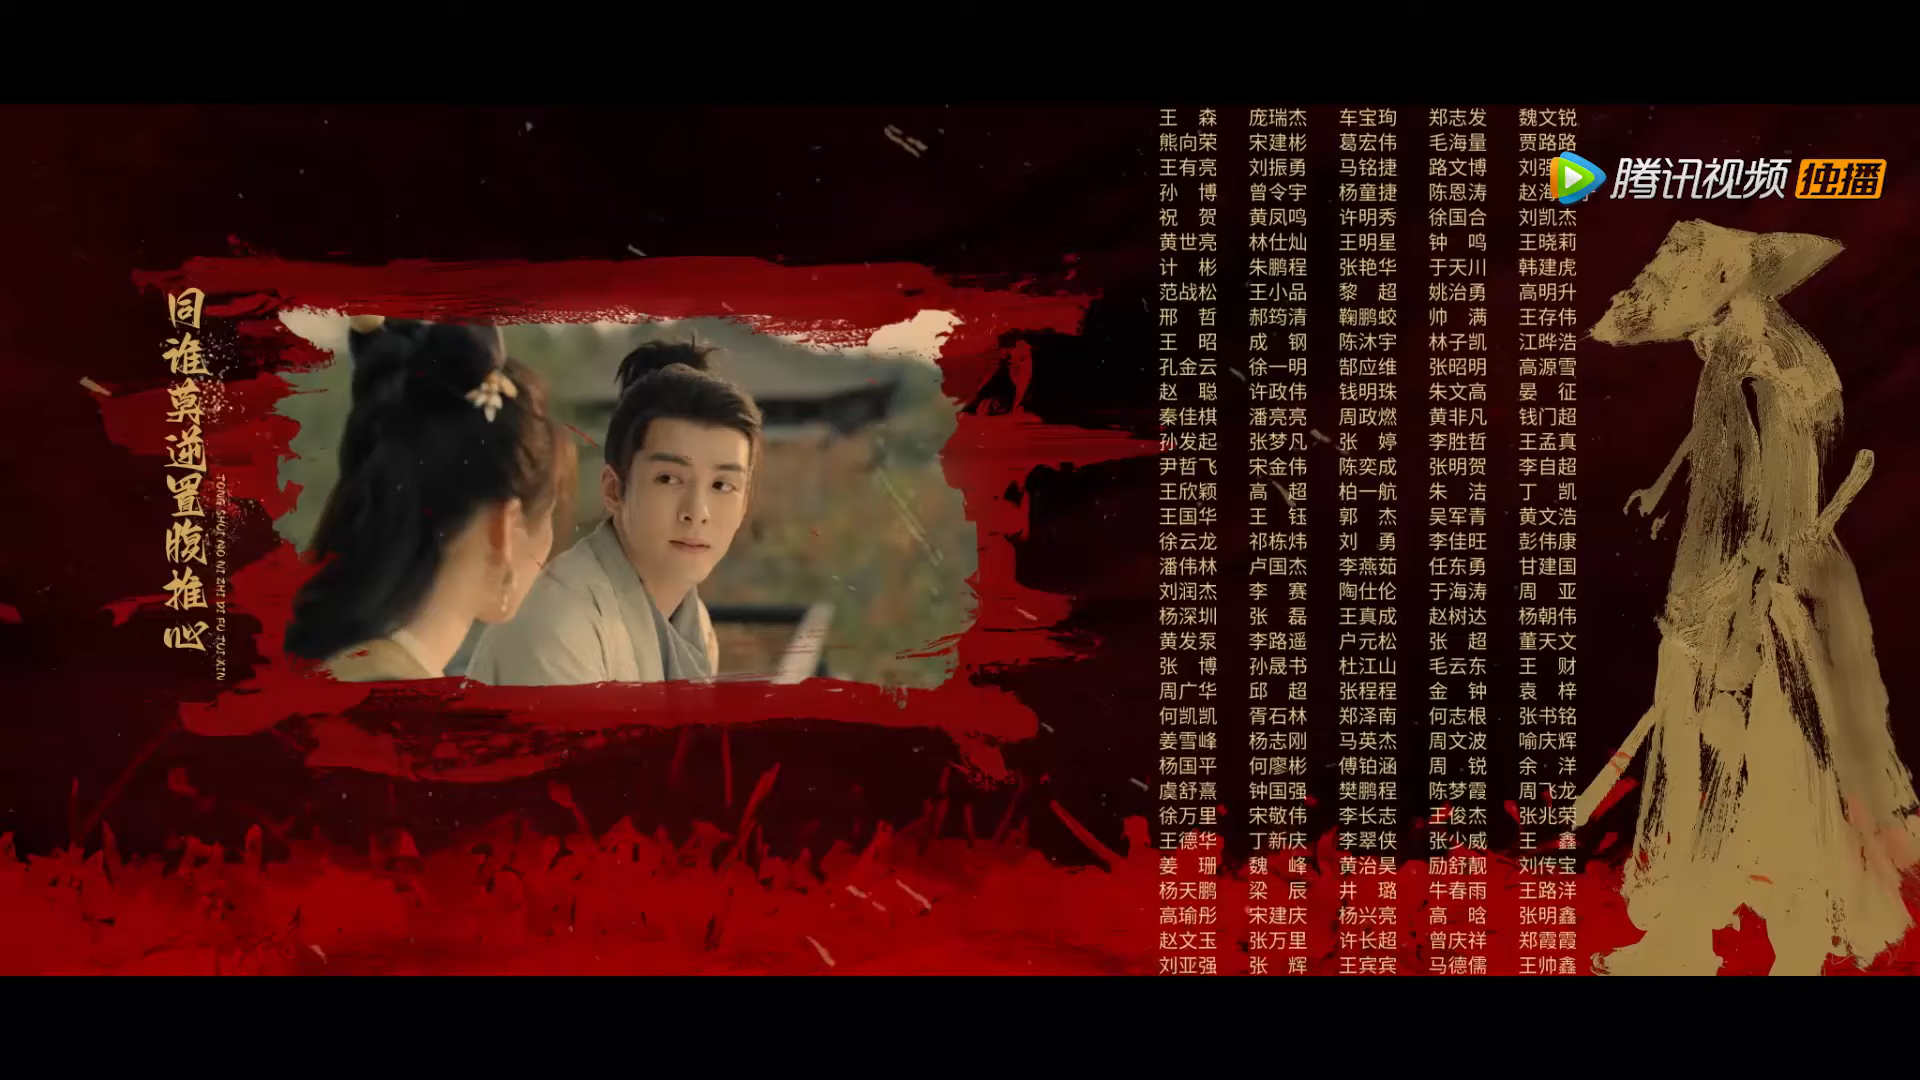 同谁莫逆置腹推心
TONG SHUI MO NI ZHI DI FU TUI XIN
腾讯视频 独播
王 森 庞瑞杰 车宝珣 郑志发 魏文锐
熊向荣 宋建彬 葛宏伟 毛海量 贾路路
王有亮 刘振勇 马铭捷 路文博 刘强
孙 博 曾令宇 杨童捷 陈恩涛 赵海
祝 贺 黄凤鸣 许明秀 徐国合 刘凯杰
黄世亮 林仕灿 王明星 钟 鸣 王晓莉
计 彬 朱鹏程 张艳华 于天川 韩建虎
范战松 王小品 黎 超 姚治勇 高明升
邢 哲 郝筠清 鞠鹏蛟 帅 满 王存伟
王 昭 成 钢 陈沐宇 林子凯 江晔浩
孔金云 徐一明 郜应维 张昭明 高源雪
赵 聪 许政伟 钱明珠 朱文高 晏 征
秦佳棋 潘亮亮 周政燃 黄非凡 钱门超
孙发起 张梦凡 张 婷 李胜哲 王孟真
尹哲飞 宋金伟 陈奕成 张明贺 李自超
王欣颖 高 超 柏一航 朱 洁 丁 凯
王国华 王 钰 郭 杰 吴军青 黄文浩
徐云龙 祁栋炜 刘 勇 李佳旺 彭伟康
潘伟林 卢国杰 李燕茹 任东勇 甘建国
刘润杰 李 赛 陶仕伦 于海涛 周 亚
杨深圳 张 磊 王真成 赵树达 杨朝伟
黄发泵 李路遥 户元松 张 超 董天文
张 博 孙晟书 杜江山 毛云东 王 财
周广华 邱 超 张程程 金 钟 袁 梓
何凯凯 胥石林 郑泽南 何志根 张书铭
姜雪峰 杨志刚 马英杰 周文波 喻庆辉
杨国平 何廖彬 傅铂涵 周 锐 余 洋
虞舒熹 钟国强 樊鹏程 陈梦霞 周飞龙
徐万里 宋敬伟 李长志 王俊杰 张兆荣
王德华 丁新庆 李翠侠 张少威 王 鑫
姜 珊 魏 峰 黄治昊 励舒靓 刘传宝
杨天鹏 梁 辰 井 璐 牛春雨 王路洋
高瑜彤 宋建庆 杨兴亮 高 晗 张明鑫
赵文玉 张万里 许长超 曾庆祥 郑霞霞
刘亚强 张 辉 王宾宾 马德儒 王帅鑫